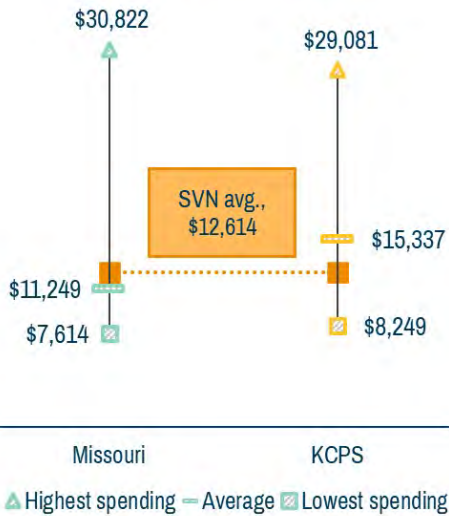 $30,822
$29,081
SVN avg.,
$12,614
$15,337
$11,249
$7,614
$8,249
Missouri
KCPS
Highest spending
Average
Lowest spending